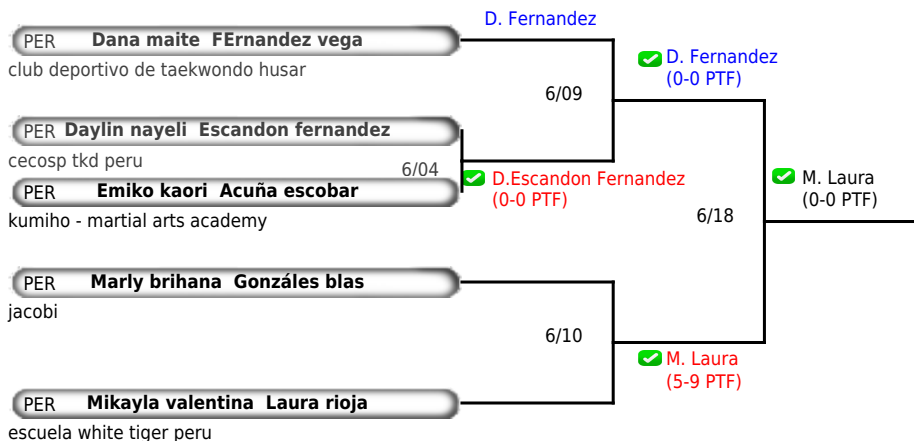 D. Fernandez
PER Dana maite FErnandez vega
club deportivo de taekwondo husar
D. Fernandez
(0-0 PTF)
6/09
PER Daylin nayeli Escandon fernandez
cecosp tkd peru
6/04
D.Escandon Fernandez
(0-0 PTF)
PER Emiko kaori Acuña escobar
kumiho - martial arts academy
M. Laura
(0-0 PTF)
6/18
PER Marly brihana Gonzáles blas
jacobi
6/10
M. Laura
(5-9 PTF)
PER Mikayla valentina Laura rioja
escuela white tiger peru